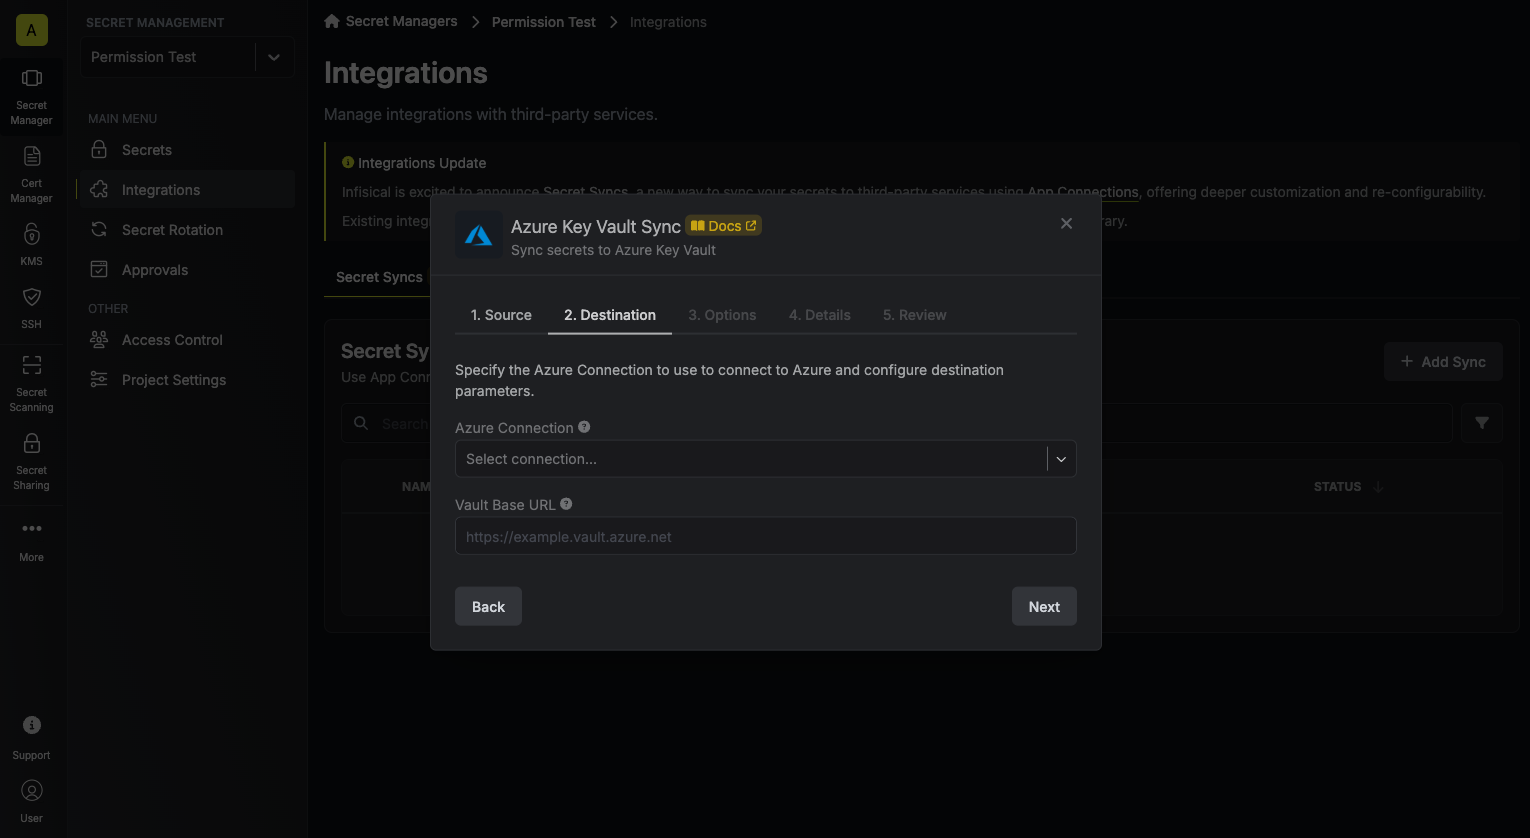 A
Secret
Manager
Cert
Manager
KMS
SSH
Secret
Scanning
Secret
Sharing
More
Support
User
SECRET MANAGEMENT
Permission Test
MAIN MENU
Secrets
Integrations
Secret Rotation
Approvals
OTHER
Access Control
Project Settings
Secret Managers
Permission Test
Integrations
Integrations
Manage integrations with third-party services.
Integrations Update
Infisical is excited to announce Secret Syncs, a new way to sync your secrets to third-party services using App Connections, offering deeper customization and re-configurability.
Existing integr
rary.
Secret Syncs
Secret Sy
Use App Conn
Add Sync
Search
NAM
STATUS
Azure Key Vault Sync Docs
Sync secrets to Azure Key Vault
1. Source 2. Destination 3. Options 4. Details 5. Review
Specify the Azure Connection to use to connect to Azure and configure destination
parameters.
Azure Connection
Select connection...
Vault Base URL
https://example.vault.azure.net
Back
Next